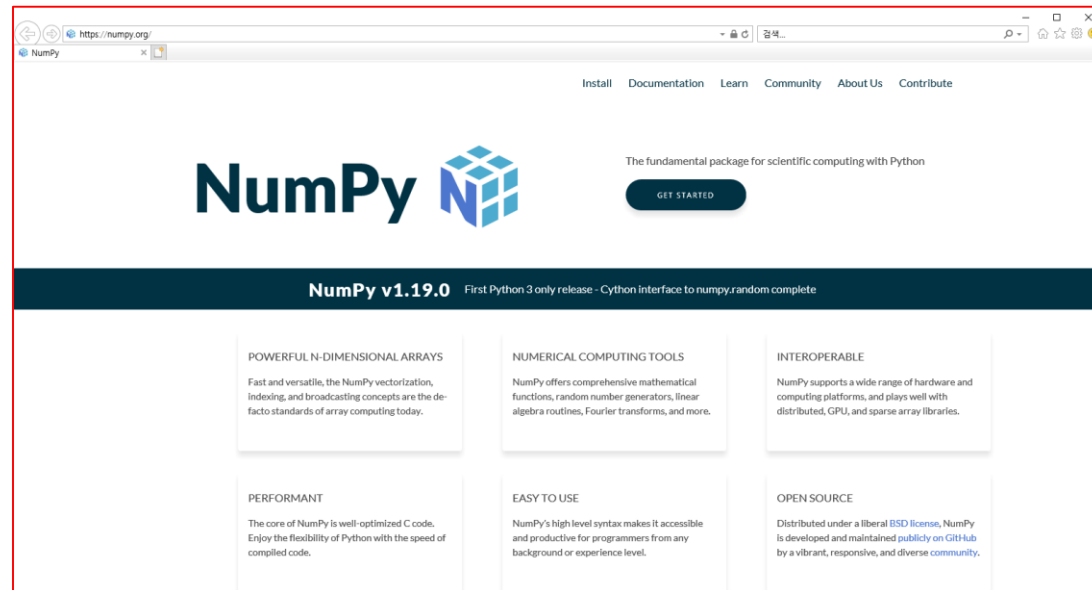 https://numpy.org/
검색...
NumPy
Install Documentation Learn Community About Us Contribute
NumPy
The fundamental package for scientific computing with Python
GET STARTED
NumPy v1.19.0 First Python 3 only release - Cython interface to numpy.random complete
POWERFUL N-DIMENSIONAL ARRAYS
Fast and versatile, the NumPy vectorization,
indexing, and broadcasting concepts are the de-
facto standards of array computing today.
NUMERICAL COMPUTING TOOLS
NumPy offers comprehensive mathematical
functions, random number generators, linear
algebra routines, Fourier transforms, and more.
INTEROPERABLE
NumPy supports a wide range of hardware and
computing platforms, and plays well with
distributed, GPU, and sparse array libraries.
PERFORMANT
The core of NumPy is well-optimized C code.
Enjoy the flexibility of Python with the speed of
compiled code.
EASY TO USE
NumPy's high level syntax makes it accessible
and productive for programmers from any
background or experience level.
OPEN SOURCE
Distributed under a liberal BSD license, NumPy
is developed and maintained publicly on GitHub
by a vibrant, responsive, and diverse community.